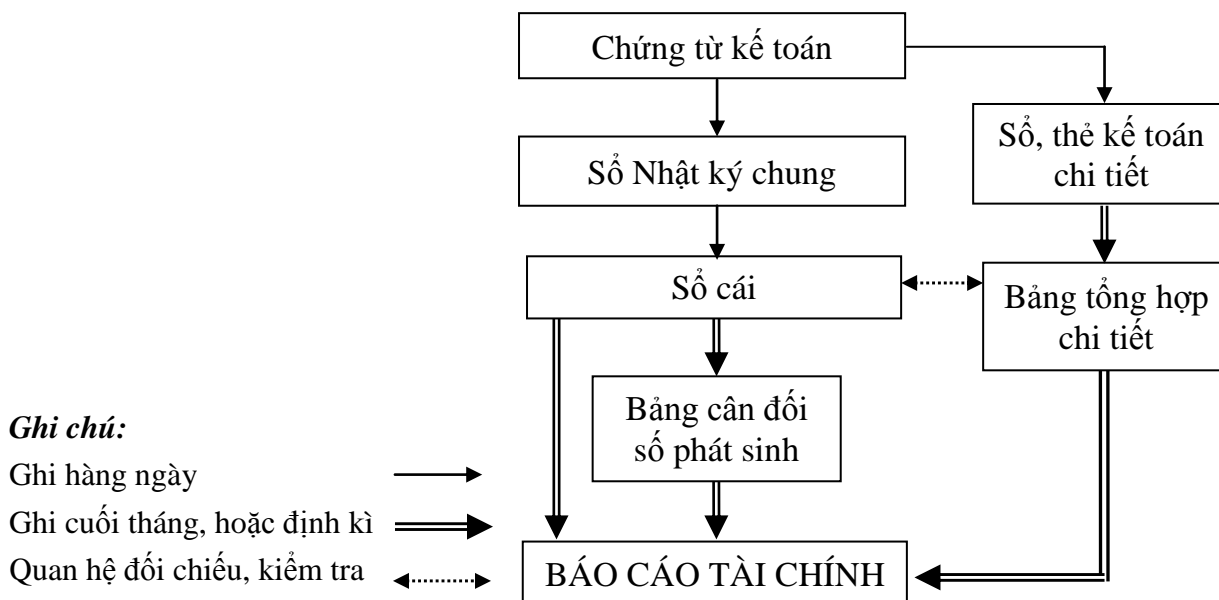 Chứng từ kế toán
Sổ, thẻ kế toán
chi tiết
Sổ Nhật ký chung
Sổ cái
Bảng tổng hợp
chi tiết
Bảng cân đối
số phát sinh
Ghi chú:
Ghi hàng ngày
Ghi cuối tháng, hoặc định kì
Quan hệ đối chiếu, kiểm tra
BÁO CÁO TÀI CHÍNH